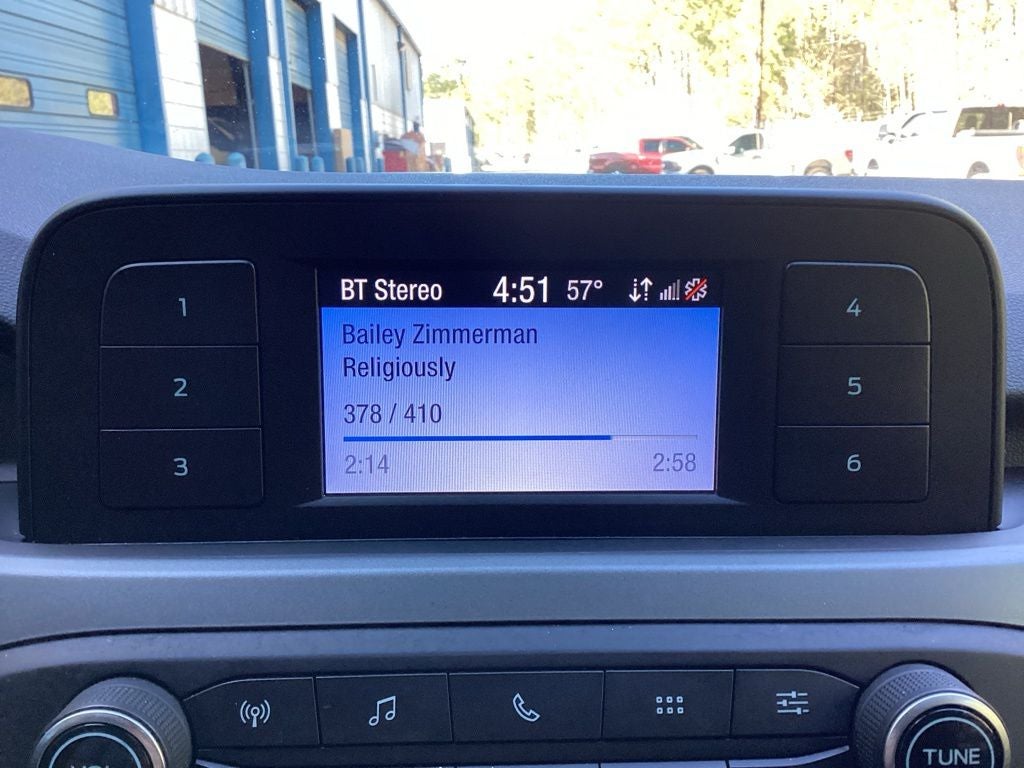 BT Stereo 4:51 57°
Bailey Zimmerman
Religiously
378 / 410
2:14 2:58
1
2
3
4
5
6
VOL
TUNE